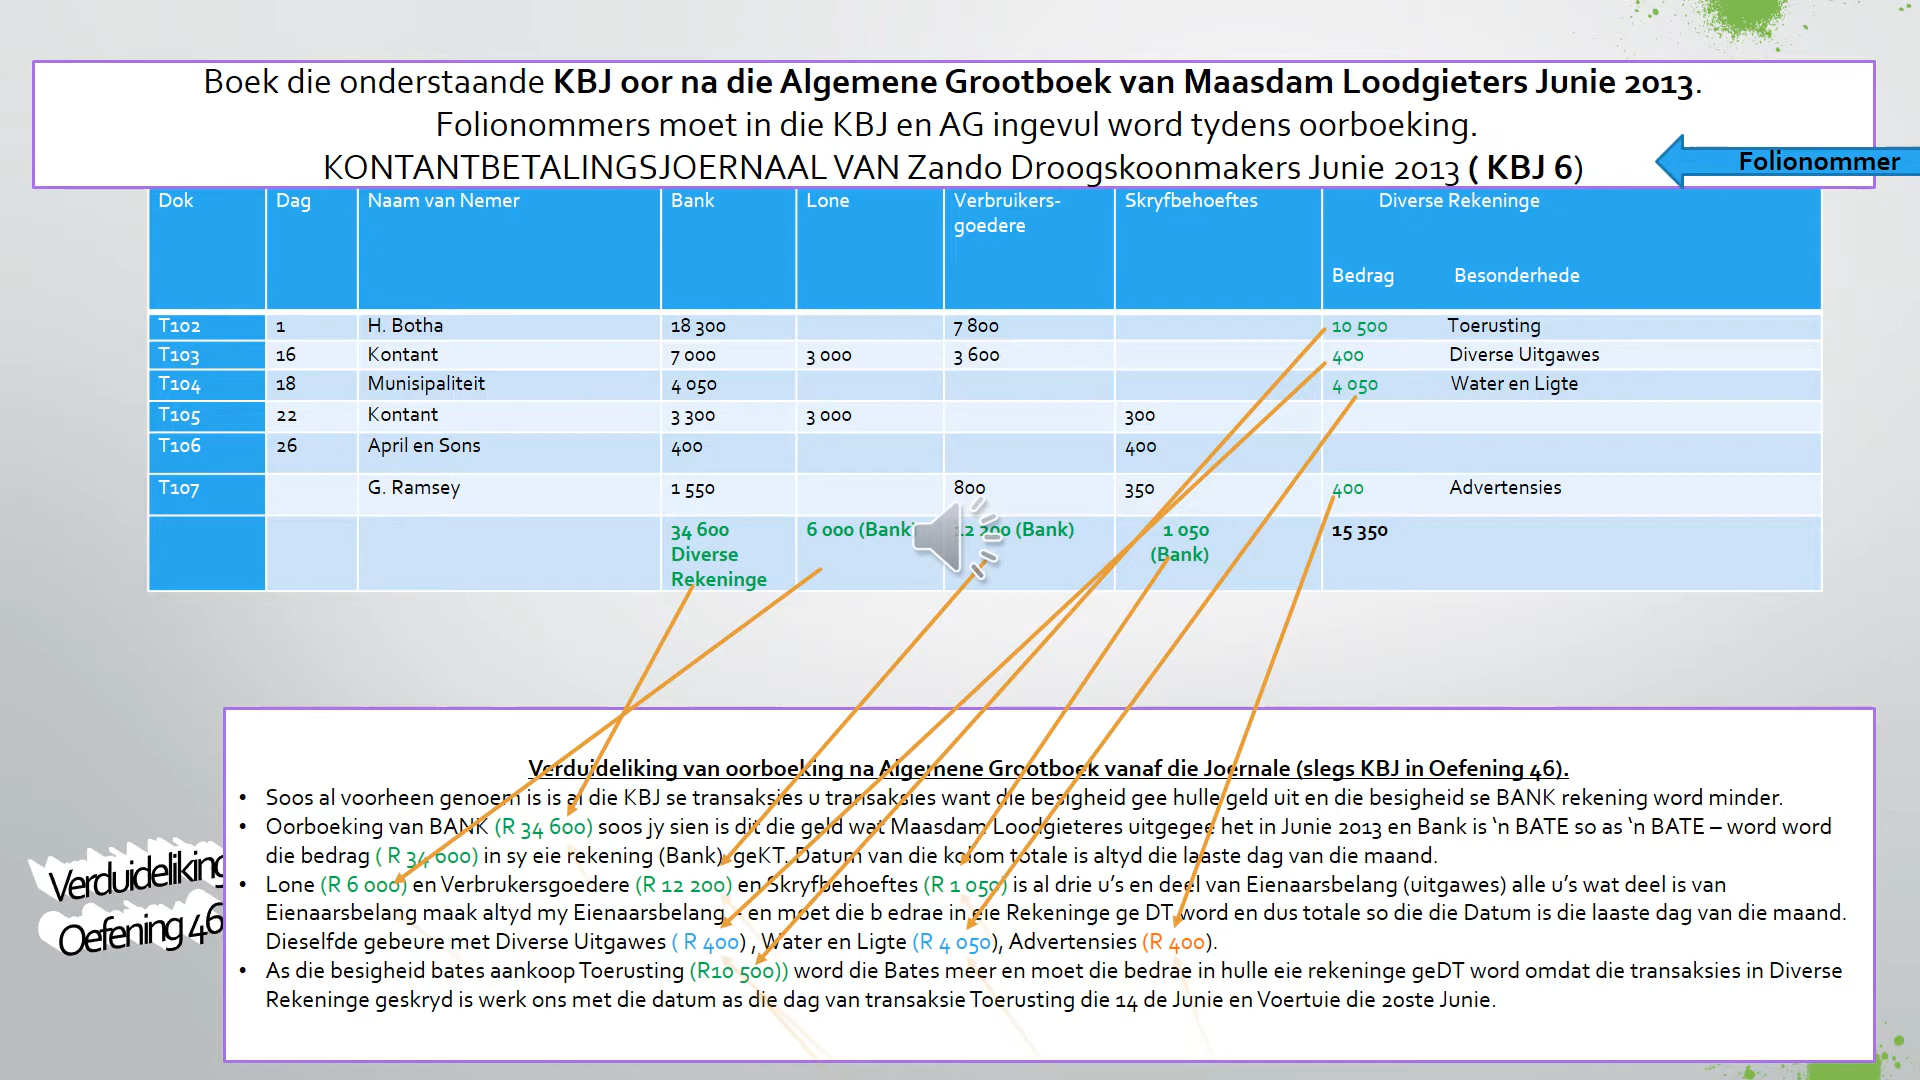 Boek die onderstaande KBJ oor na die Algemene Grootboek van Maasdam Loodgieters Junie 2013.
Folionommers moet in die KBJ en AG ingevul word tydens oorboeking.
KONTANTBETALINGSJOERNAAL VAN Zando Droogskoonmakers Junie 2013 ( KBJ 6)
Folionommer
Dok Dag Naam van Nemer Bank Lone Verbruikers- Skryfbehoeftes Diverse Rekeninge
goedere
Bedrag Besonderhede
T102 1 H. Botha 18 300 7 800 10 500 Toerusting
T103 16 Kontant 7 000 3 000 3 600 400 Diverse Uitgawes
T104 18 Munisipaliteit 4 050 4 050 Water en Ligte
T105 22 Kontant 3 300 3 000 300
T106 26 April en Sons 400 400
T107 G. Ramsey 1 550 800 350 400 Advertensies
34 600 6 000 (Bank) 12 200 (Bank) 1 050 15 350
Diverse (Bank)
Rekeninge
Verduideliking van oorboeking na Algemene Grootboek vanaf die Joernale (slegs KBJ in Oefening 46).
• Soos al voorheen genoem is is al die KBJ se transaksies u transaksies want die besigheid gee hulle geld uit en die besigheid se BANK rekening word minder.
• Oorboeking van BANK (R 34 600) soos jy sien is dit die geld wat Maasdam Loodgieteres uitgegee het in Junie 2013 en Bank is ‘n BATE so as ‘n BATE – word word
die bedrag ( R 34 600) in sy eie rekening (Bank) geKT. Datum van die kolom totale is altyd die laaste dag van die maand.
• Lone (R 6 000) en Verbrukersgoedere (R 12 200) en Skryfbehoeftes (R 1 050) is al drie u’s en deel van Eienaarsbelang (uitgawes) alle u’s wat deel is van
Eienaarsbelang maak altyd my Eienaarsbelang - en moet die b edrae in eie Rekeninge ge DT word en dus totale so die die Datum is die laaste dag van die maand.
Dieselfde gebeure met Diverse Uitgawes ( R 400) , Water en Ligte (R 4 050), Advertensies (R 400).
• As die besigheid bates aankoop Toerusting (R10 500)) word die Bates meer en moet die bedrae in hulle eie rekeninge geDT word omdat die transaksies in Diverse
Rekeninge geskryd is werk ons met die datum as die dag van transaksie Toerusting die 14 de Junie en Voertuie die 20ste Junie.
Verduideliking
Oefening 46